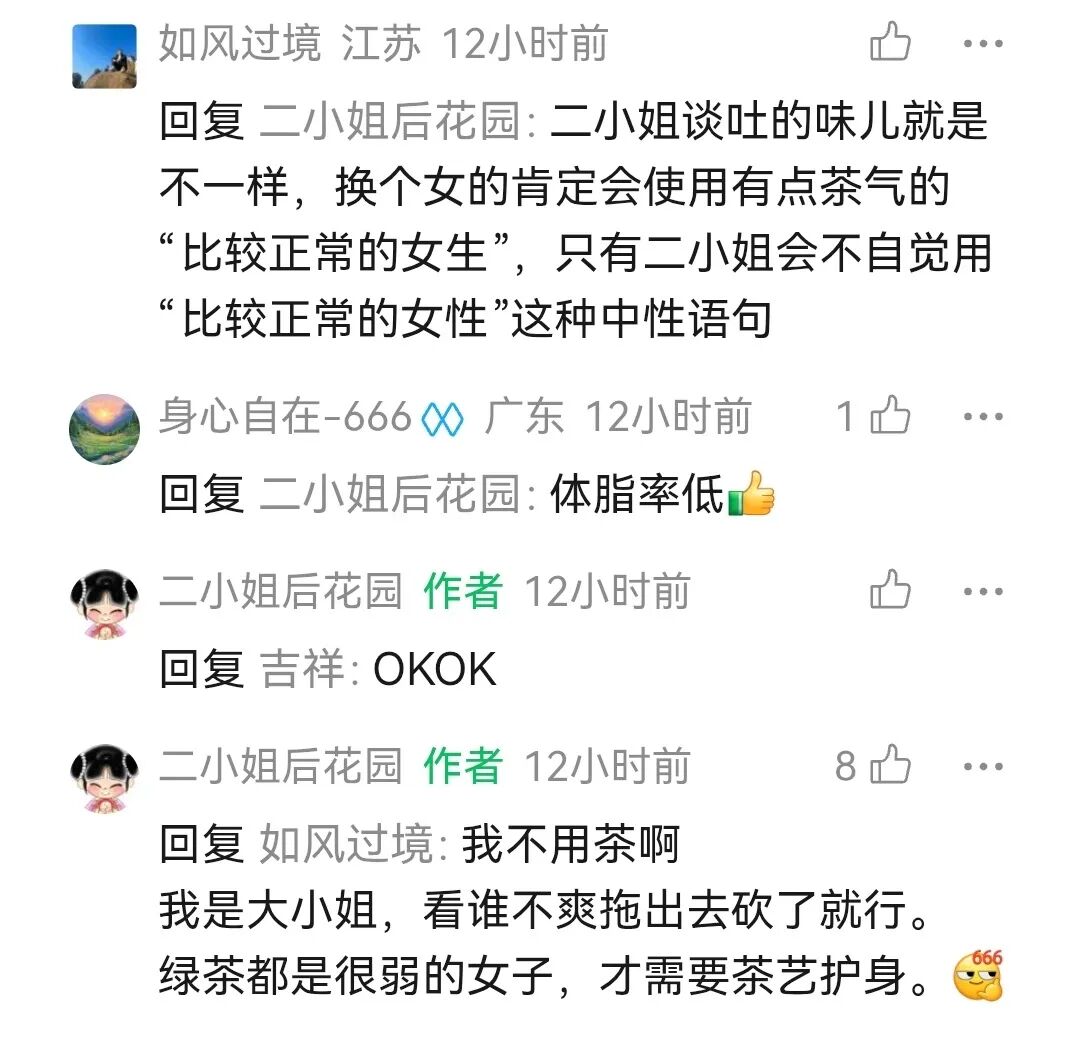 如风过境 江苏 12小时前
回复 二小姐后花园: 二小姐谈吐的味儿就是
不一样，换个女的肯定会使用有点茶气的
“比较正常的女生”，只有二小姐会不自觉用
“比较正常的女性”这种中性语句
身心自在-666 广东 12小时前 1
回复 二小姐后花园: 体脂率低
二小姐后花园 作者 12小时前
回复 吉祥: OKOK
二小姐后花园 作者 12小时前 8
回复 如风过境: 我不用茶啊
我是大小姐，看谁不爽拖出去砍了就行。
绿茶都是很弱的女子，才需要茶艺护身。666